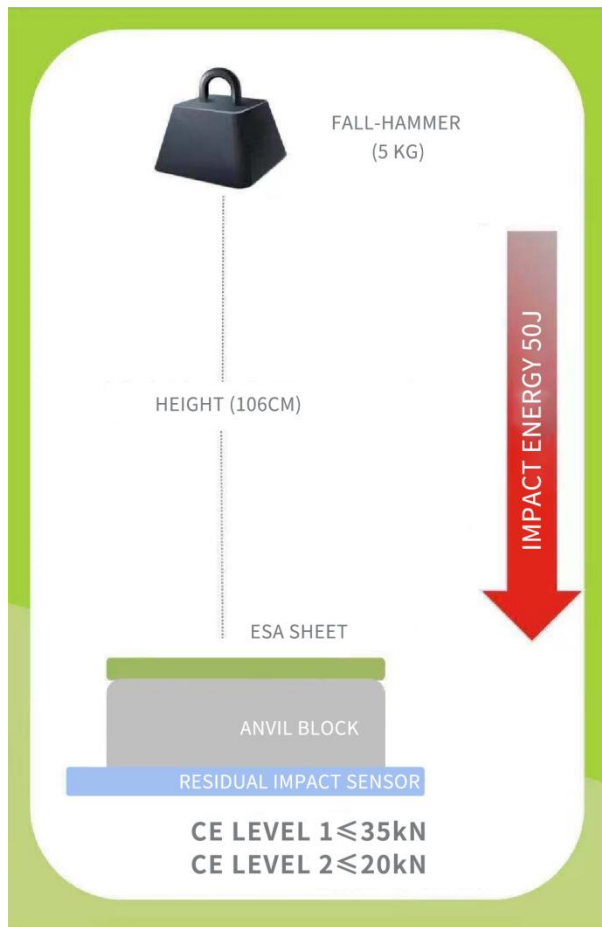 FALL-HAMMER
(5 KG)
HEIGHT (106CM)
IMPACT ENERGY 50J
ESA SHEET
ANVIL BLOCK
RESIDUAL IMPACT SENSOR
CE LEVEL 1≤35kN
CE LEVEL 2≤20kN